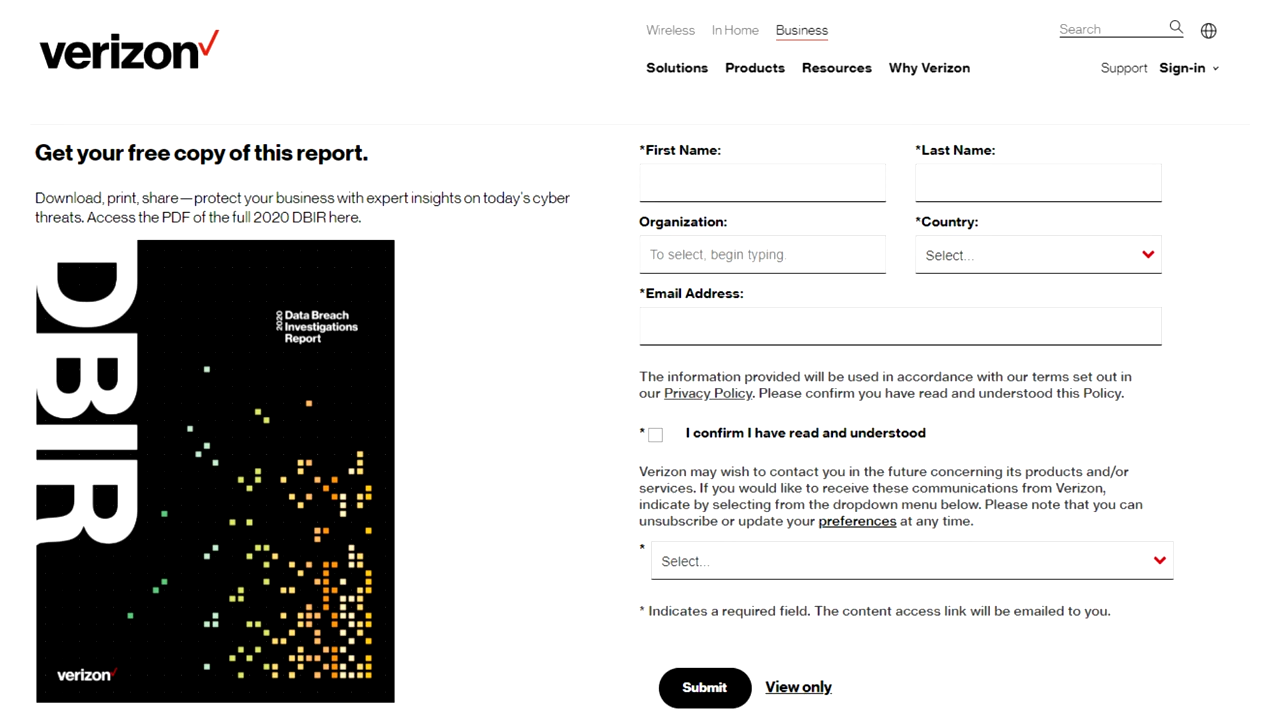 verizon
Wireless In Home Business
Search
Solutions Products Resources Why Verizon
Support Sign-in
Get your free copy of this report.
Download, print, share—protect your business with expert insights on today's cyber
threats. Access the PDF of the full 2020 DBIR here.
DBIR
2020 Data Breach
Investigations
Report
verizon
*First Name:
*Last Name:
Organization:
*Country:
To select, begin typing.
Select...
*Email Address:
The information provided will be used in accordance with our terms set out in
our Privacy Policy. Please confirm you have read and understood this Policy.
* I confirm I have read and understood
Verizon may wish to contact you in the future concerning its products and/or
services. If you would like to receive these communications from Verizon,
indicate by selecting from the dropdown menu below. Please note that you can
unsubscribe or update your preferences at any time.
* Select...
* Indicates a required field. The content access link will be emailed to you.
Submit View only